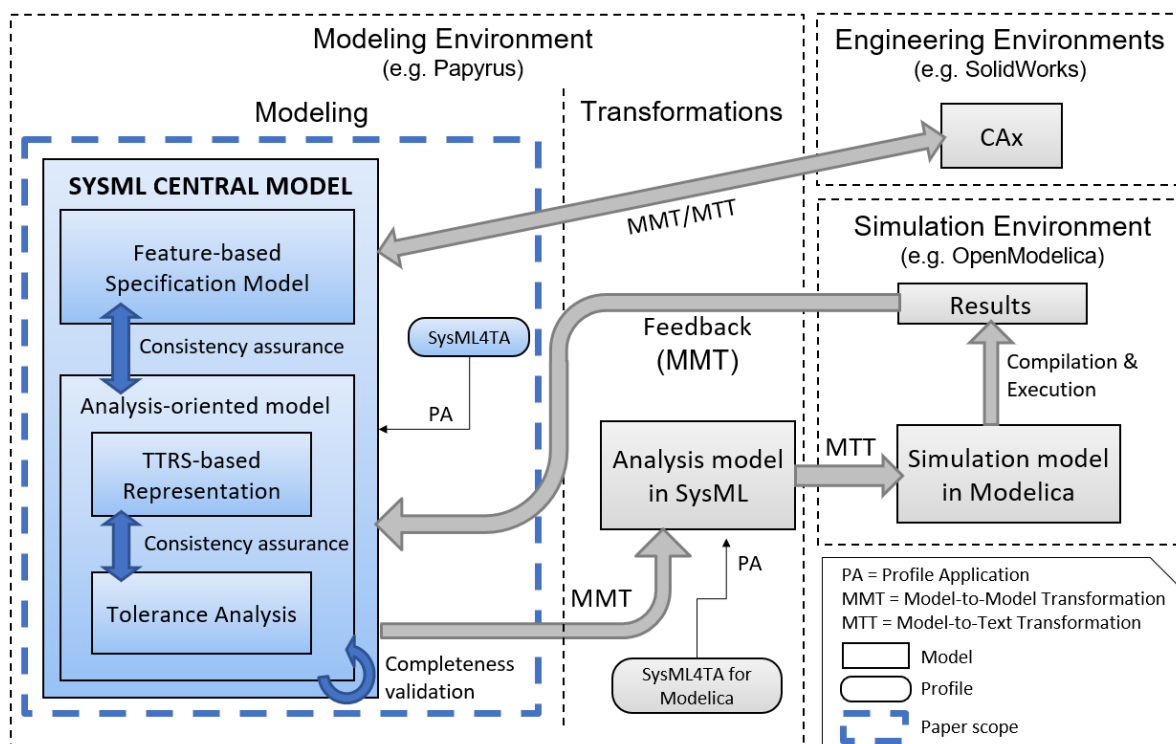 Modeling Environment
(e.g. Papyrus)
Modeling
Transformations
SYSML CENTRAL MODEL
Feature-based
Specification Model
Consistency assurance
Analysis-oriented model
TTRS-based
Representation
Consistency assurance
Tolerance Analysis
Completeness
validation
SysML4TA
PA
MMT/MTT
Feedback
(MMT)
Analysis model
in SysML
MMT
PA
SysML4TA for
Modelica
MTT
Engineering Environments
(e.g. SolidWorks)
CAx
Simulation Environment
(e.g. OpenModelica)
Results
Compilation &
Execution
Simulation model
in Modelica
PA = Profile Application
MMT = Model-to-Model Transformation
MTT = Model-to-Text Transformation
Model
Profile
Paper scope